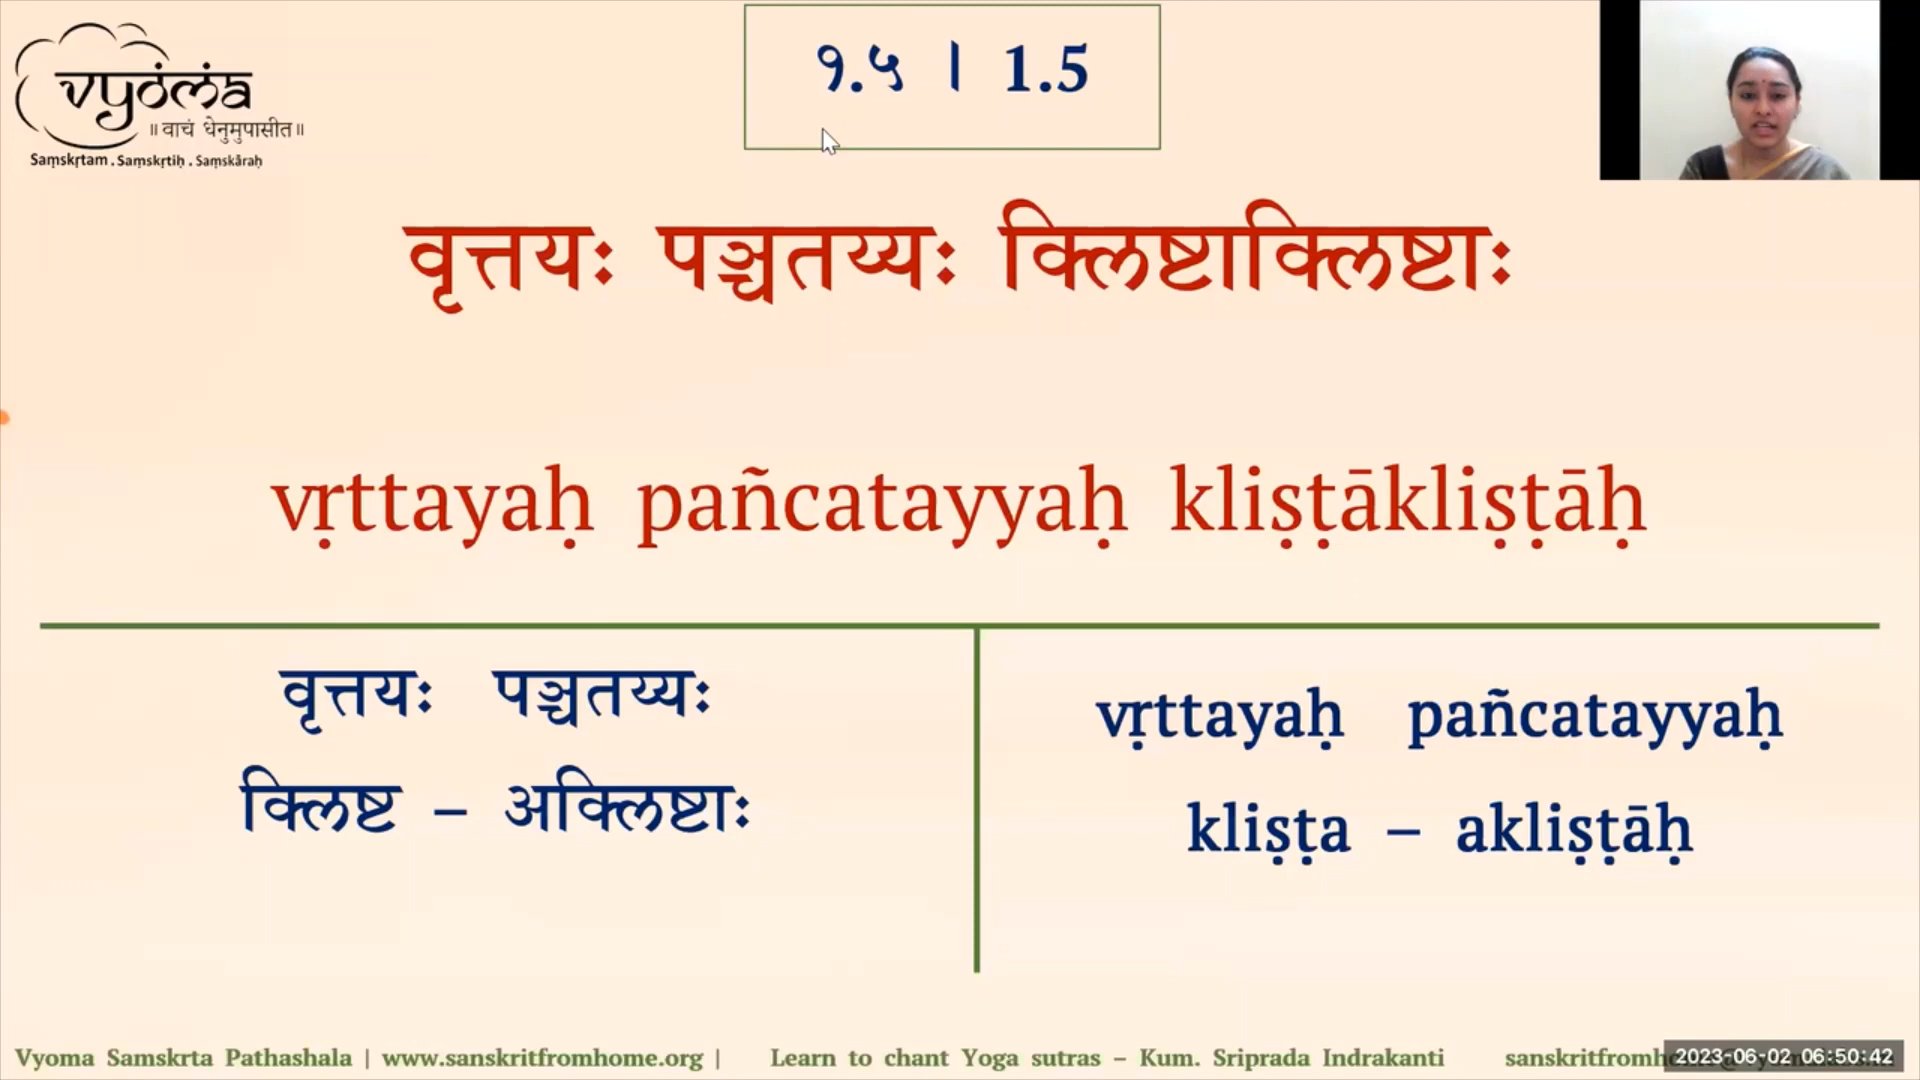 vyoma
॥ वाचं धेनुमुपासीत॥
Saṃskṛtam . Saṃskṛtiḥ . Saṃskāraḥ
१.५ । 1.5
वृत्तयः पञ्चतय्यः क्लिष्टाक्लिष्टाः
vṛttayaḥ pañcatayyaḥ kliṣṭākliṣṭāḥ
वृत्तयः पञ्चतय्यः
क्लिष्ट – अक्लिष्टाः
vṛttayaḥ pañcatayyaḥ
kliṣṭa – akliṣṭāḥ
Vyoma Samskrta Pathashala | www.sanskritfromhome.org | Learn to chant Yoga sutras – Kum. Sriprada Indrakanti
2023-06-02 06:50:42